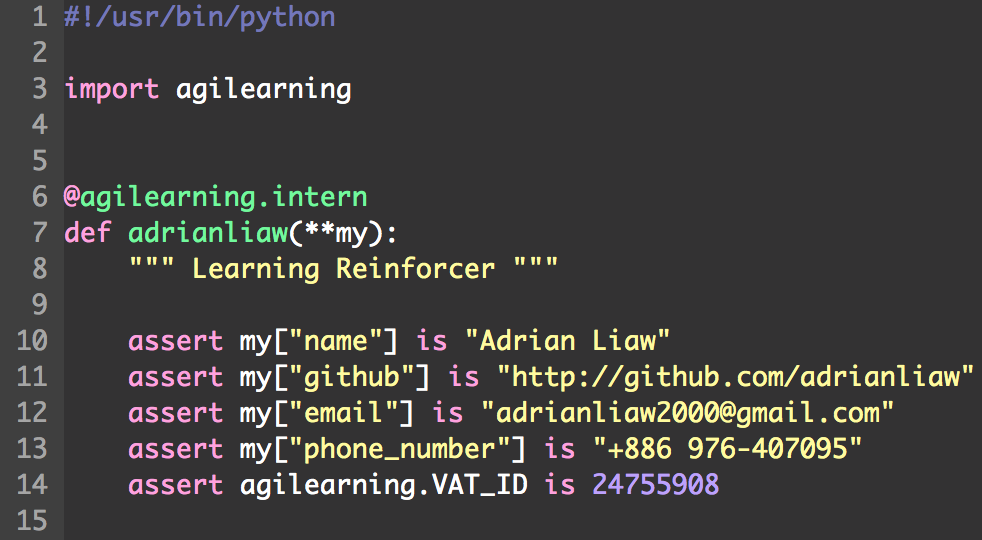 1 #!/usr/bin/python
2
3 import agilearning
4
5
6 @agilearning.intern
7 def adrianliaw(**my):
8     """ Learning Reinforcer """
9
10     assert my["name"] is "Adrian Liaw"
11     assert my["github"] is "http://github.com/adrianliaw"
12     assert my["email"] is "adrianliaw2000@gmail.com"
13     assert my["phone_number"] is "+886 976-407095"
14     assert agilearning.VAT_ID is 24755908
15